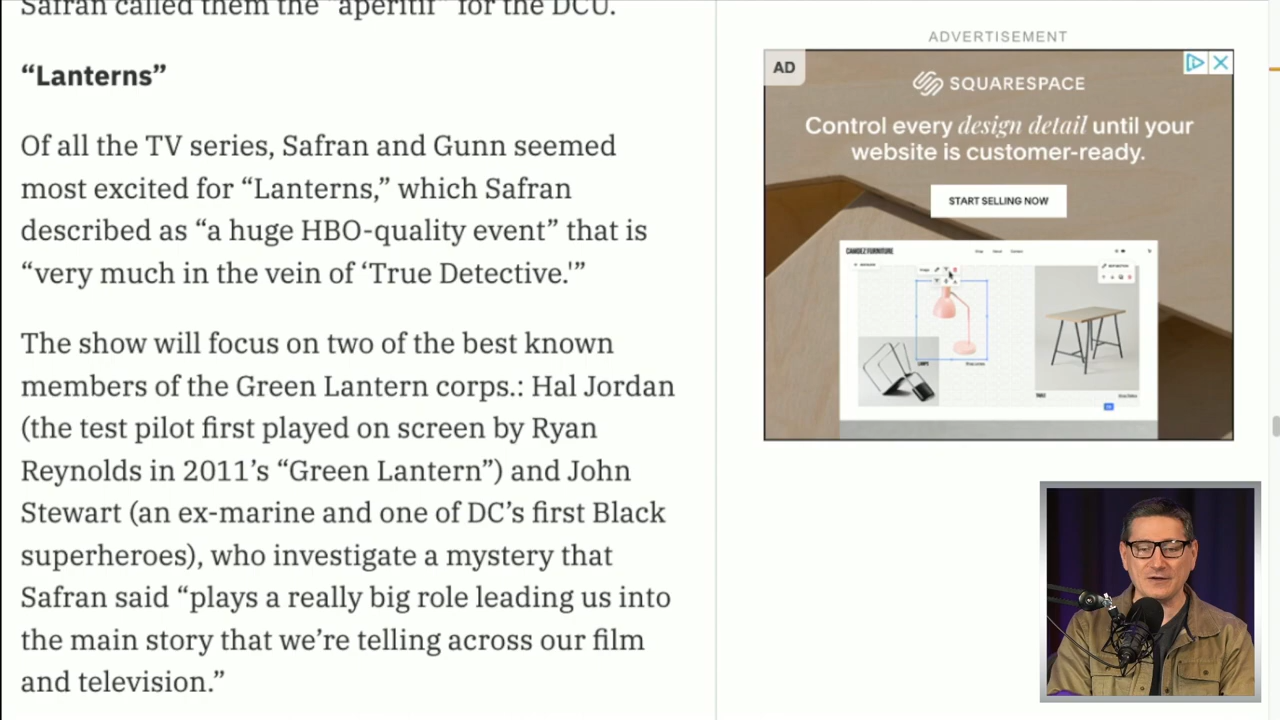 Safran called them the “aperitif” for the DCU.
“Lanterns”
Of all the TV series, Safran and Gunn seemed
most excited for “Lanterns,” which Safran
described as “a huge HBO-quality event” that is
“very much in the vein of ‘True Detective.'”
The show will focus on two of the best known
members of the Green Lantern corps.: Hal Jordan
(the test pilot first played on screen by Ryan
Reynolds in 2011’s “Green Lantern”) and John
Stewart (an ex-marine and one of DC’s first Black
superheroes), who investigate a mystery that
Safran said “plays a really big role leading us into
the main story that we’re telling across our film
and television.”
ADVERTISEMENT
AD
SQUARESPACE
Control every design detail until your
website is customer-ready.
START SELLING NOW